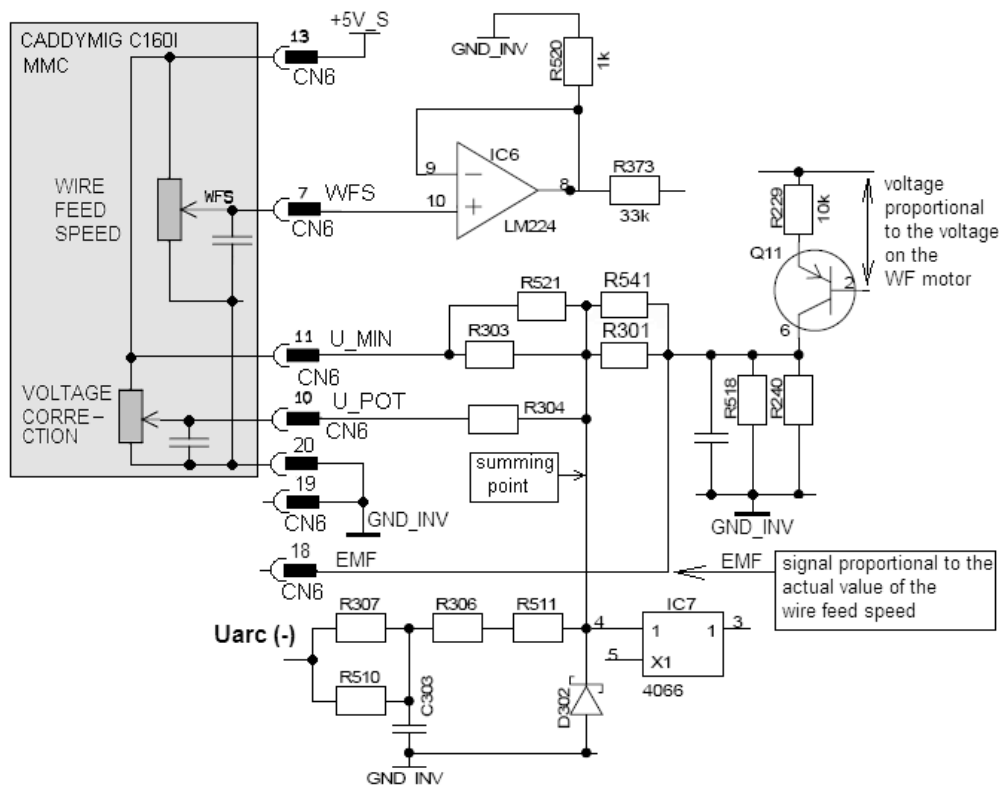 CADDYMIG C160I
MMC
13
+5V_S
CN6
GND_INV
R520
1k
WIRE
FEED
SPEED
WFS
7
WFS
CN6
9
10
IC6
8
LM224
R373
33k
R229
10k
voltage
proportional
to the voltage
on the
WF motor
Q11
2
6
R521
R541
11
U_MIN
CN6
R303
R301
VOLTAGE
CORRE-
CTION
10
U_POT
CN6
R304
R518
R240
20
19
CN6
GND_INV
summing
point
GND_INV
18
EMF
CN6
EMF
signal proportional to the
actual value of the
wire feed speed
Uarc (-)
R307
R306
R511
4
IC7
1
1
3
5
X1
4066
R510
C303
D302
GND_INV